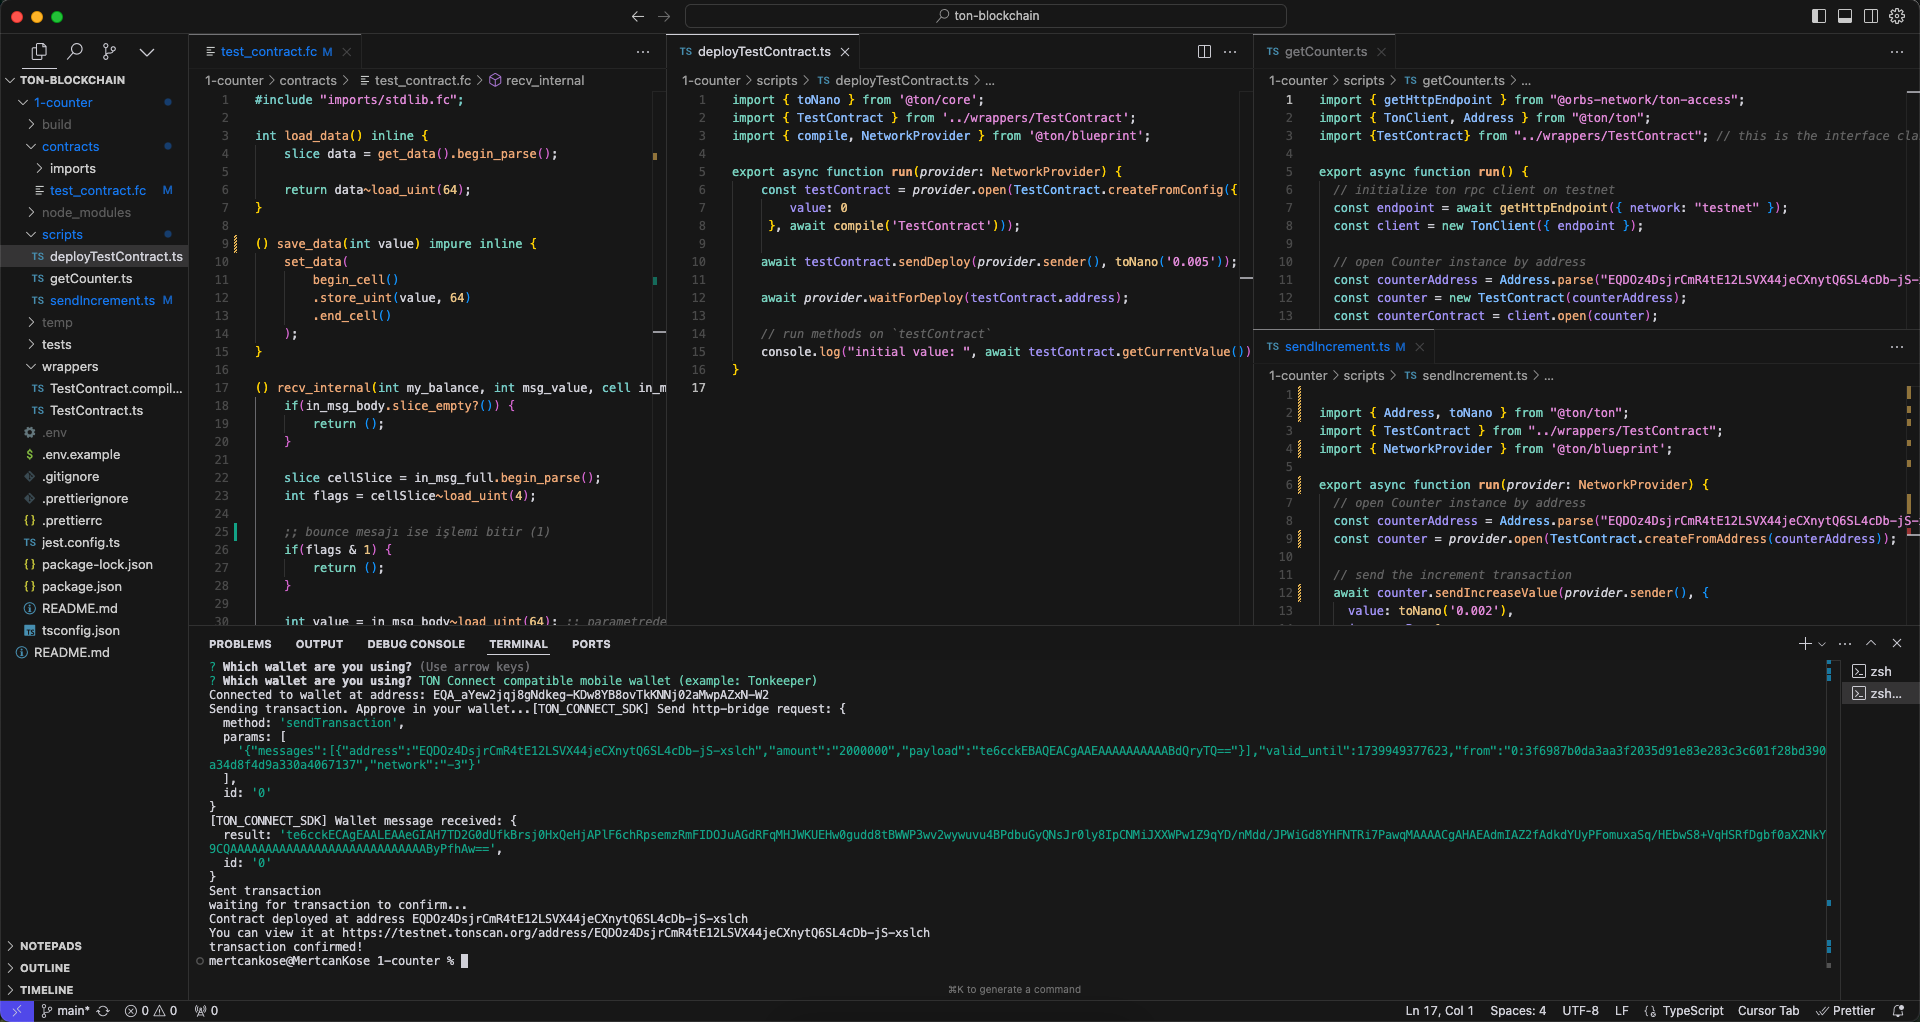 ton-blockchain
TON-BLOCKCHAIN
1-counter
build
contracts
imports
test_contract.fc M
node_modules
scripts
TS deployTestContract.ts
TS getCounter.ts
TS sendIncrement.ts M
temp
tests
wrappers
TS TestContract.compil...
TS TestContract.ts
.env
$ .env.example
.gitignore
.prettierignore
{} .prettierrc
TS jest.config.ts
{} package-lock.json
{} package.json
README.md
tsconfig.json
README.md
NOTEPADS
OUTLINE
TIMELINE
test_contract.fc M
1-counter > contracts > test_contract.fc > recv_internal
1 #include "imports/stdlib.fc";
2
3 int load_data() inline {
4 slice data = get_data().begin_parse();
5
6 return data~load_uint(64);
7 }
8
9 () save_data(int value) impure inline {
10 set_data(
11 begin_cell()
12 .store_uint(value, 64)
13 .end_cell()
14 );
15 }
16
17 () recv_internal(int my_balance, int msg_value, cell in_m
18 if(in_msg_body.slice_empty?()) {
19 return ();
20 }
21
22 slice cellSlice = in_msg_full.begin_parse();
23 int flags = cellSlice~load_uint(4);
24
25 ;; bounce mesajı ise işlemi bitir (1)
26 if(flags & 1) {
27 return ();
28 }
29
30 int value = in_msg_body~load_uint(64); ;; parametrede
TS deployTestContract.ts
1-counter > scripts > TS deployTestContract.ts > ...
1 import { toNano } from '@ton/core';
2 import { TestContract } from '../wrappers/TestContract';
3 import { compile, NetworkProvider } from '@ton/blueprint';
4
5 export async function run(provider: NetworkProvider) {
6 const testContract = provider.open(TestContract.createFromConfig({
7 value: 0
8 }, await compile('TestContract')));
9
10 await testContract.sendDeploy(provider.sender(), toNano('0.005'));
11
12 await provider.waitForDeploy(testContract.address);
13
14 // run methods on `testContract`
15 console.log("initial value: ", await testContract.getCurrentValue())
16 }
17
TS getCounter.ts
1-counter > scripts > TS getCounter.ts > ...
1 import { getHttpEndpoint } from "@orbs-network/ton-access";
2 import { TonClient, Address } from "@ton/ton";
3 import {TestContract} from "../wrappers/TestContract"; // this is the interface cla
4
5 export async function run() {
6 // initialize ton rpc client on testnet
7 const endpoint = await getHttpEndpoint({ network: "testnet" });
8 const client = new TonClient({ endpoint });
9
10 // open Counter instance by address
11 const counterAddress = Address.parse("EQDOz4DsjrCmR4tE12LSVX44jeCXnytQ6SL4cDb-jS-
12 const counter = new TestContract(counterAddress);
13 const counterContract = client.open(counter);
TS sendIncrement.ts M
1-counter > scripts > TS sendIncrement.ts > ...
1
2 import { Address, toNano } from "@ton/ton";
3 import { TestContract } from "../wrappers/TestContract";
4 import { NetworkProvider } from '@ton/blueprint';
5
6 export async function run(provider: NetworkProvider) {
7 // open Counter instance by address
8 const counterAddress = Address.parse("EQDOz4DsjrCmR4tE12LSVX44jeCXnytQ6SL4cDb-jS-
9 const counter = provider.open(TestContract.createFromAddress(counterAddress));
10
11 // send the increment transaction
12 await counter.sendIncreaseValue(provider.sender(), {
13 value: toNano('0.002'),
PROBLEMS OUTPUT DEBUG CONSOLE TERMINAL PORTS
? Which wallet are you using? (Use arrow keys)
? Which wallet are you using? TON Connect compatible mobile wallet (example: Tonkeeper)
Connected to wallet at address: EQA_aYew2jqj8gNdkeg-KDw8YB8ovTkKNNj02aMwpAZxN-W2
Sending transaction. Approve in your wallet...[TON_CONNECT_SDK] Send http-bridge request: {
method: 'sendTransaction',
params: [
'{"messages":[{"address":"EQDOz4DsjrCmR4tE12LSVX44jeCXnytQ6SL4cDb-jS-xslch","amount":"2000000","payload":"te6cckEBAQEACgAAEAAAAAAAAAABdQryTQ=="}],"valid_until":1739949377623,"from":"0:3f6987b0da3aa3f2035d91e83e283c3c601f28bd390
a34d8f4d9a330a4067137","network":"-3"}'
],
id: '0'
}
[TON_CONNECT_SDK] Wallet message received: {
result: 'te6cckECAgEAALEAAeGIAH7TD2G0dUfkBrsj0HxQeHjAPlF6chRpsemzRmFIDOJuAGdRFqMHJWKUEHw0gudd8tBWWP3wv2wywuvu4BPdbuGyQNsJr0ly8IpCNMiJXXWPw1Z9qYD/nMdd/JPWiGd8YHFNTRi7PawqMAAAACgAHAEAdmIAZ2fAdkdYUyPFomuxaSq/HEbwS8+VqHSRfDgbf0aX2NkY
9CQAAAAAAAAAAAAAAAAAAAAAAAAAAByPfhAw==',
id: '0'
}
Sent transaction
waiting for transaction to confirm...
Contract deployed at address EQDOz4DsjrCmR4tE12LSVX44jeCXnytQ6SL4cDb-jS-xslch
You can view it at https://testnet.tonscan.org/address/EQDOz4DsjrCmR4tE12LSVX44jeCXnytQ6SL4cDb-jS-xslch
transaction confirmed!
mertcankose@MertcanKose 1-counter %
⌘K to generate a command
zsh
zsh...
main* 0 0 0
Ln 17, Col 1 Spaces: 4 UTF-8 LF {} TypeScript Cursor Tab Prettier